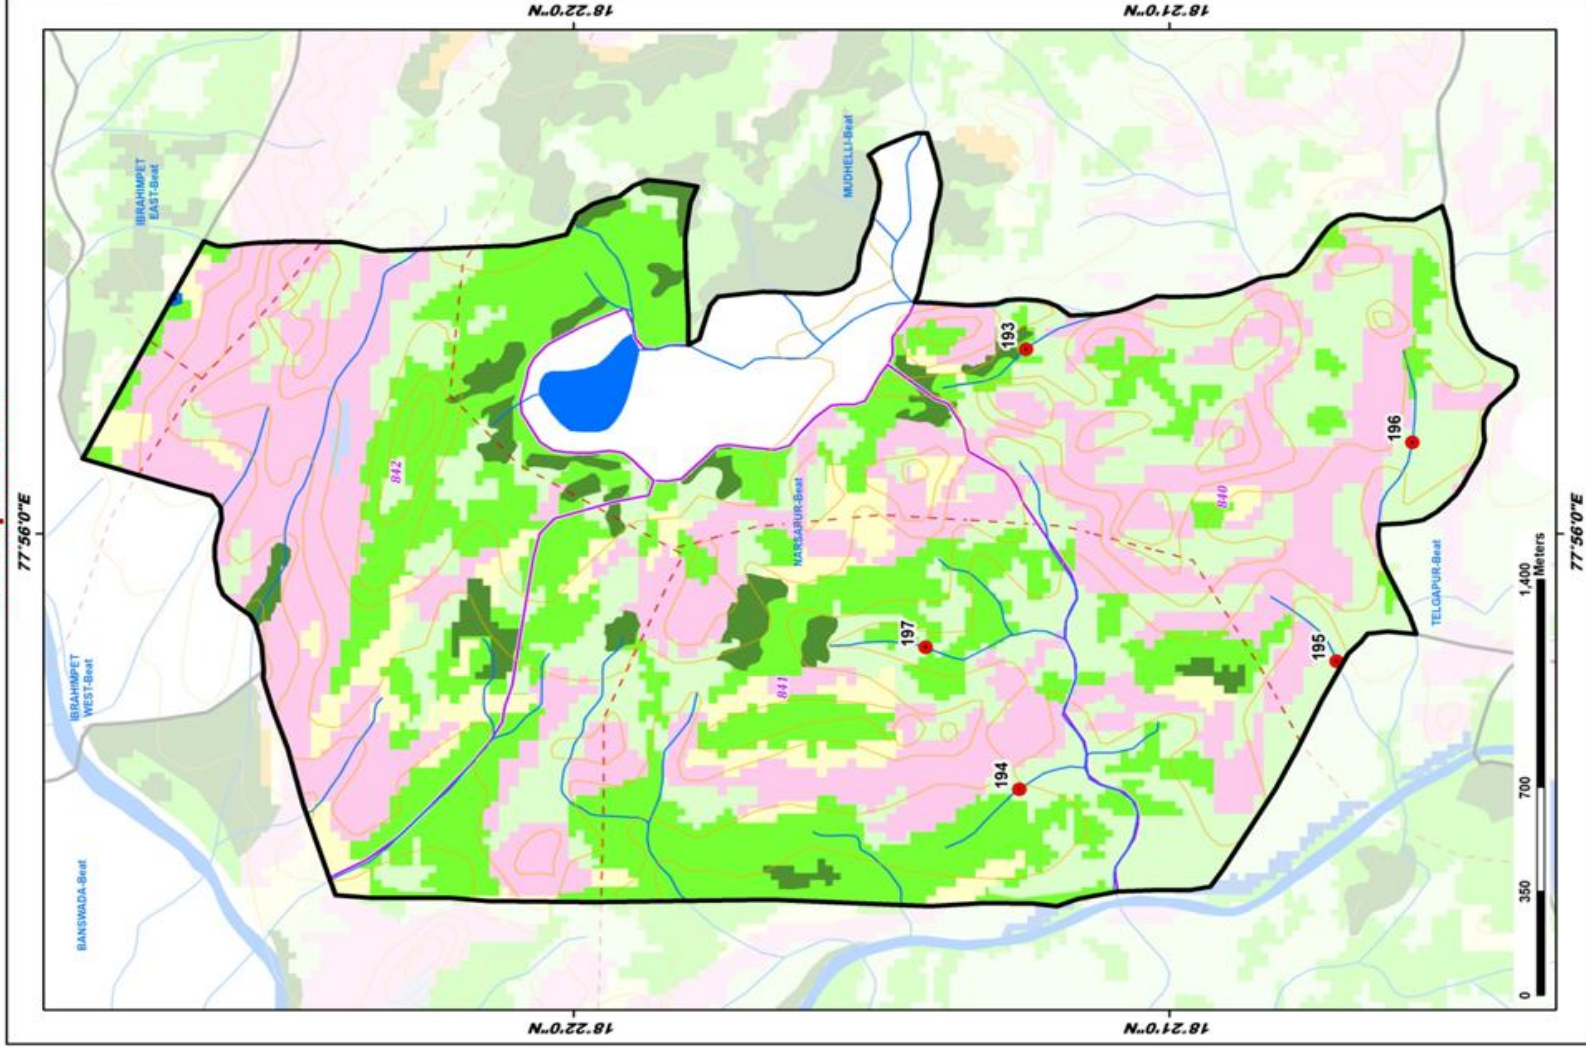 18°22'0"N
18°21'0"N
77°56'0"E
IBRAHIMPET
EAST-Beat
MUDHELLI-Beat
IBRAHIMPET
WEST-Beat
BANSWADA-Beat
842
NARSAPUR-Beat
841
840
193
196
197
195
194
TELGAPUR-Beat
0 350 700 1,400
Meters
77°56'0"E
18°22'0"N
18°21'0"N